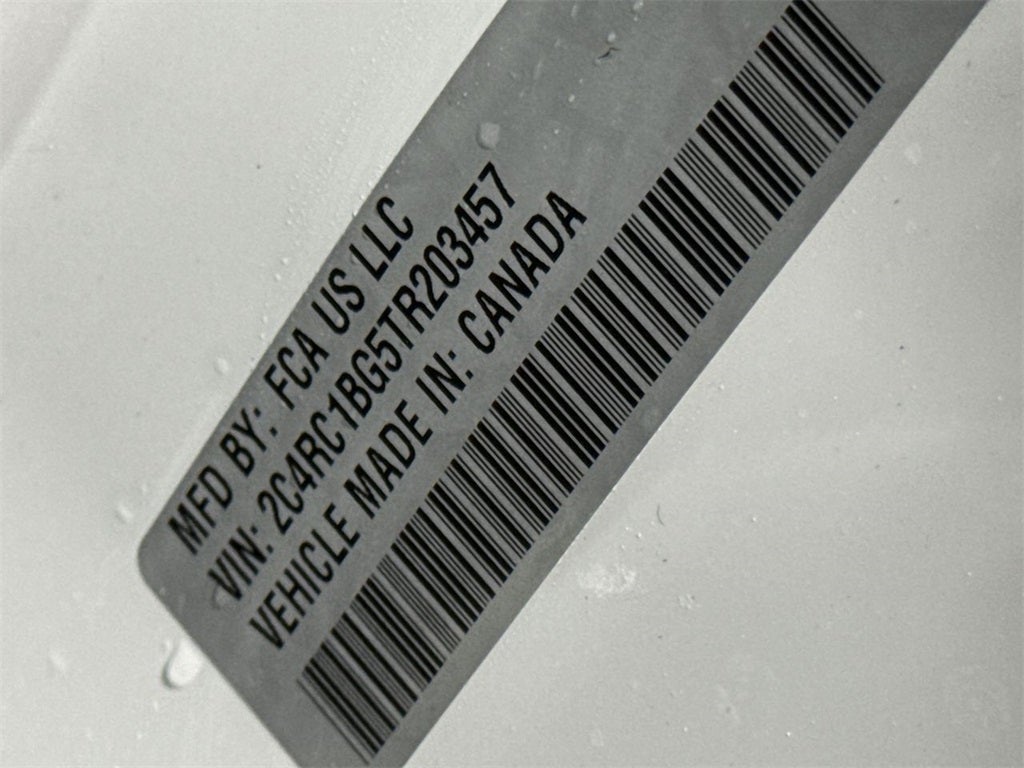 MFD BY: FCA US LLC
VIN: 2C4RC1BG5TR203457
VEHICLE MADE IN: CANADA